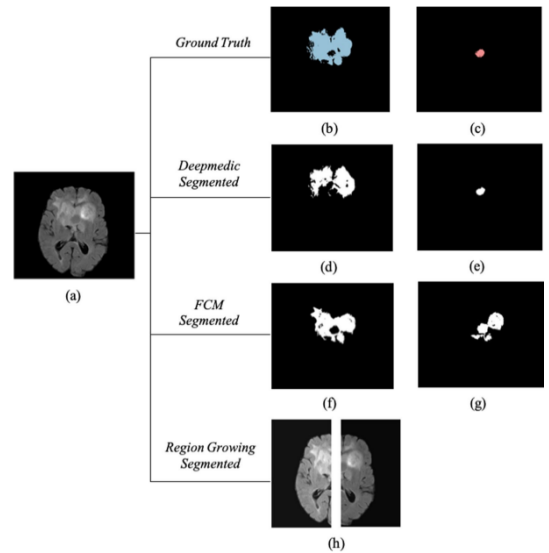 Ground Truth
(b)
(c)
Deepmedic
Segmented
(d)
(e)
(a)
FCM
Segmented
(f)
(g)
Region Growing
Segmented
(h)